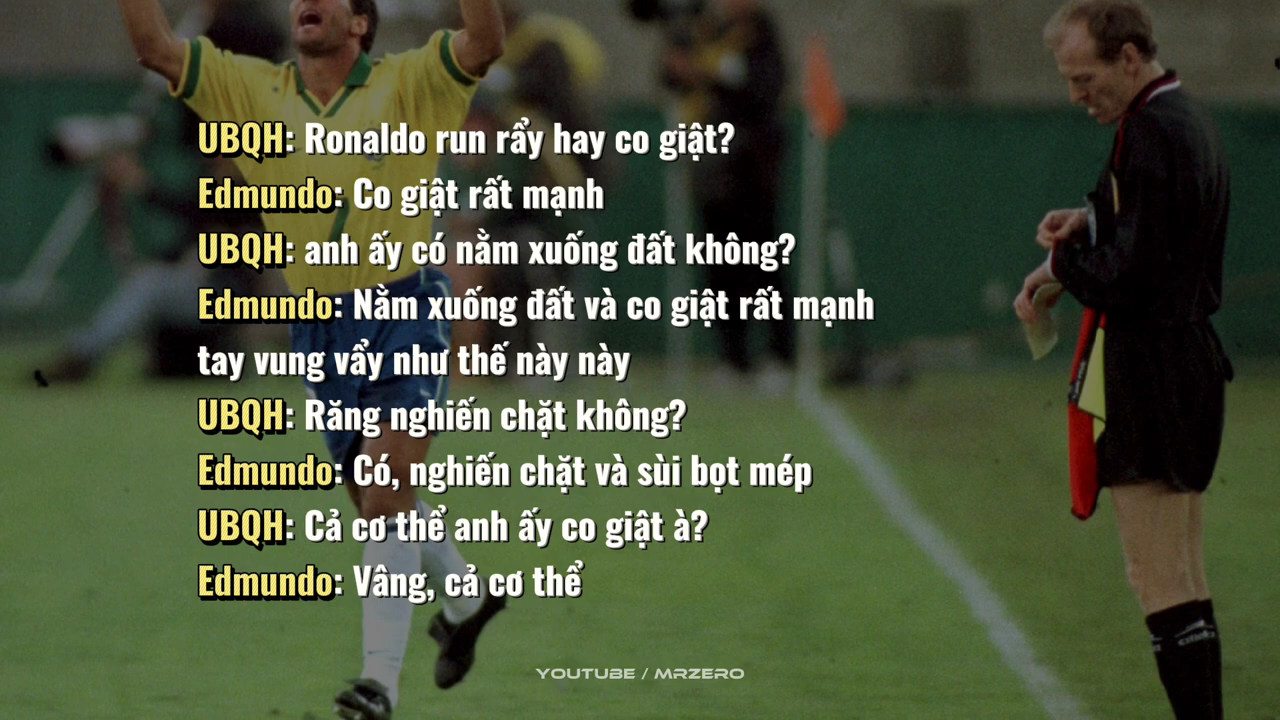 UBQH: Ronaldo run rẩy hay co giật?
Edmundo: Co giật rất mạnh
UBQH: anh ấy có nằm xuống đất không?
Edmundo: Nằm xuống đất và co giật rất mạnh
tay vung vẩy như thế này này
UBQH: Răng nghiến chặt không?
Edmundo: Có, nghiến chặt và sùi bọt mép
UBQH: Cả cơ thể anh ấy co giật à?
Edmundo: Vâng, cả cơ thể
YOUTUBE / MRZERO